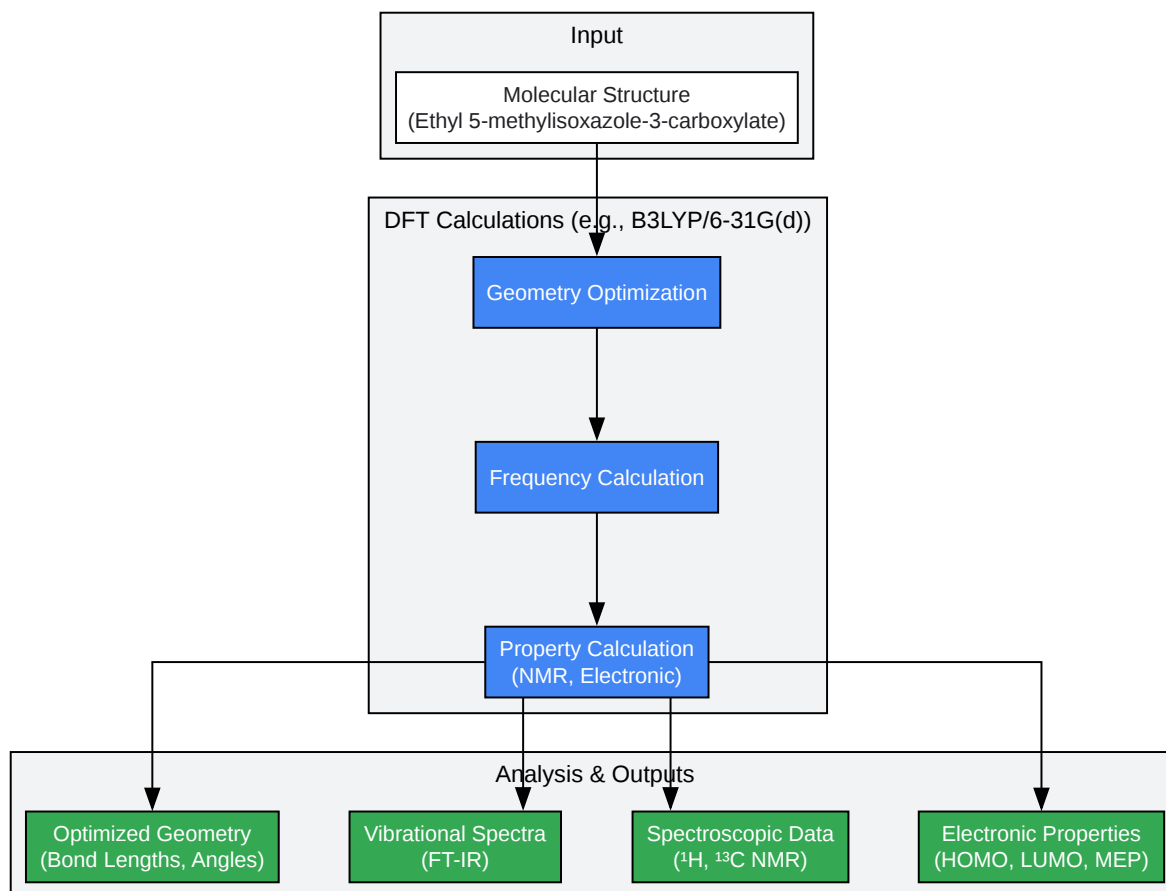 Input
Molecular Structure
(Ethyl 5-methylisoxazole-3-carboxylate)
DFT Calculations (e.g., B3LYP/6-31G(d))
Geometry Optimization
Frequency Calculation
Property Calculation
(NMR, Electronic)
Analysis & Outputs
Optimized Geometry
(Bond Lengths, Angles)
Vibrational Spectra
(FT-IR)
Spectroscopic Data
(¹H, ¹³C NMR)
Electronic Properties
(HOMO, LUMO, MEP)